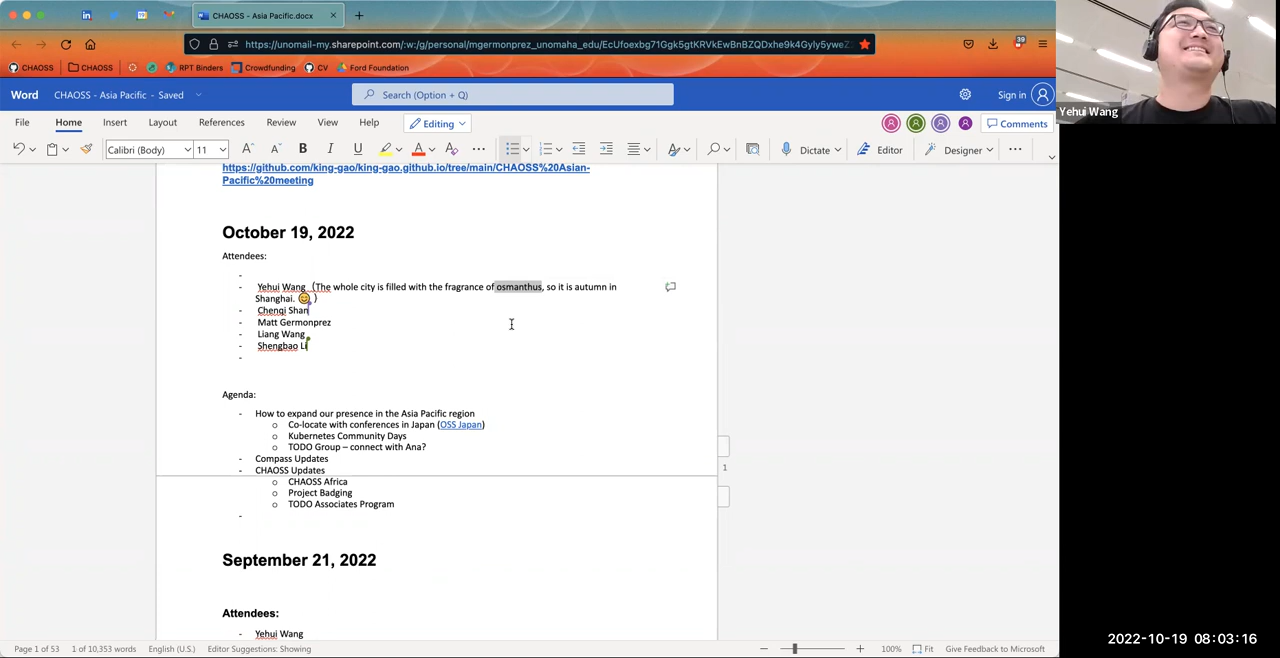 CHAOSS - Asia Pacific.docx
https://unomail-my.sharepoint.com/:w:/g/personal/mgermonprez_unomaha_edu/EcUfoexbg71Ggk5gtKRVkEwBnBZQDxhe9k4Gyly5yweZ
39
CHAOSS CHAOSS RPT Binders Crowdfunding CV Ford Foundation
Word CHAOSS - Asia Pacific - Saved Search (Option + Q) Sign in
File Home Insert Layout References Review View Help Editing Comments
Calibri (Body) 11 Dictate Editor Designer
https://github.com/king-gao/king-gao.github.io/tree/main/CHAOSS%20Asian-
Pacific%20meeting
October 19, 2022
Attendees:
-
- Yehui Wang （The whole city is filled with the fragrance of osmanthus, so it is autumn in
Shanghai. 😊 ）
- Chenqi Shan
- Matt Germonprez
- Liang Wang
- Shengbao Li
-
Agenda:
- How to expand our presence in the Asia Pacific region
o Co-locate with conferences in Japan (OSS Japan)
o Kubernetes Community Days
o TODO Group – connect with Ana?
- Compass Updates
- CHAOSS Updates
o CHAOSS Africa
o Project Badging
o TODO Associates Program
-
1
September 21, 2022
Attendees:
- Yehui Wang
Page 1 of 53 1 of 10,353 words English (U.S.) Editor Suggestions: Showing 100% Fit Give Feedback to Microsoft
Yehui Wang
2022-10-19 08:03:16